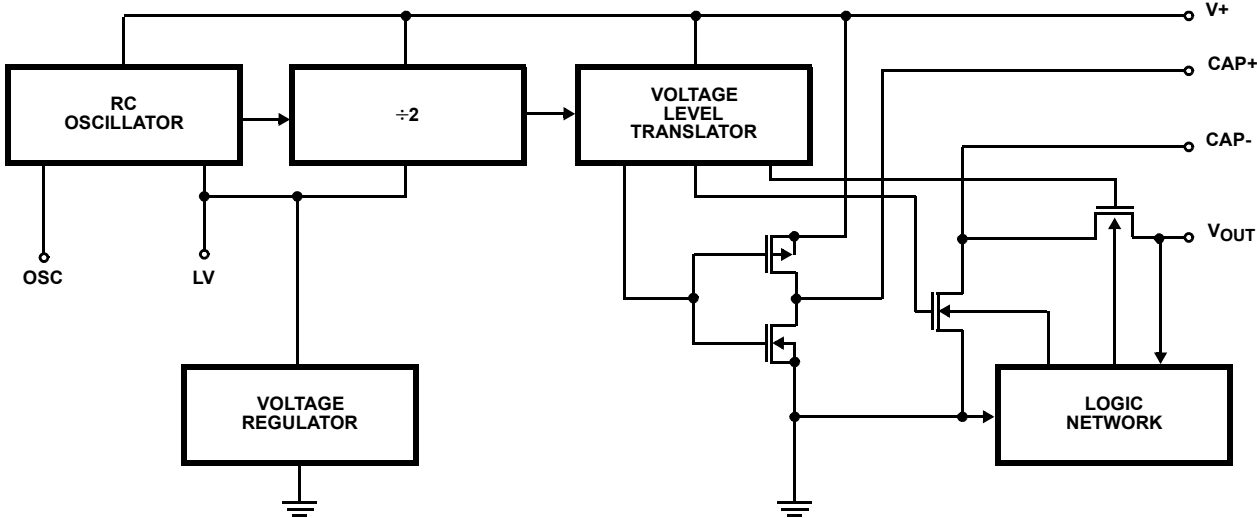 V+
CAP+
RC
OSCILLATOR
÷2
VOLTAGE
LEVEL
TRANSLATOR
CAP-
VOUT
OSC
LV
VOLTAGE
REGULATOR
LOGIC
NETWORK